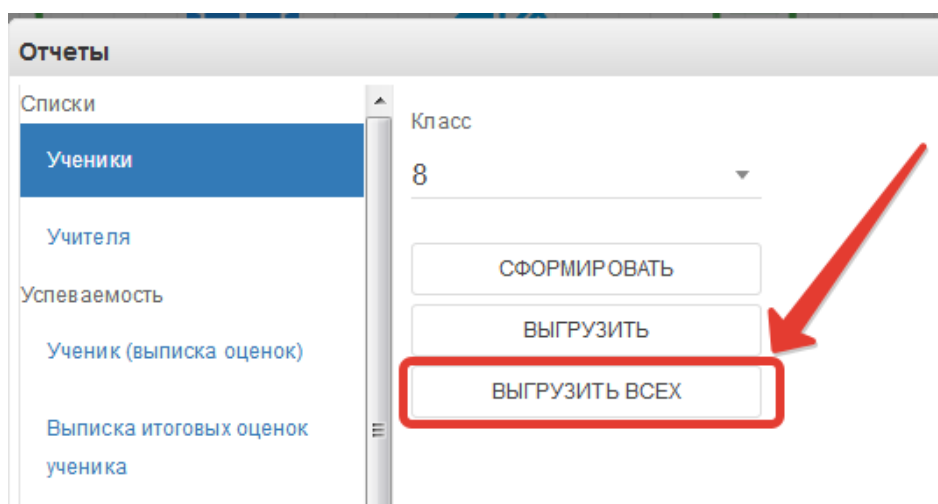 Отчеты
Списки
Ученики
Учителя
Успеваемость
Ученик (выписка оценок)
Выписка итоговых оценок
ученика
Класс
8
СФОРМИРОВАТЬ
ВЫГРУЗИТЬ
ВЫГРУЗИТЬ ВСЕХ